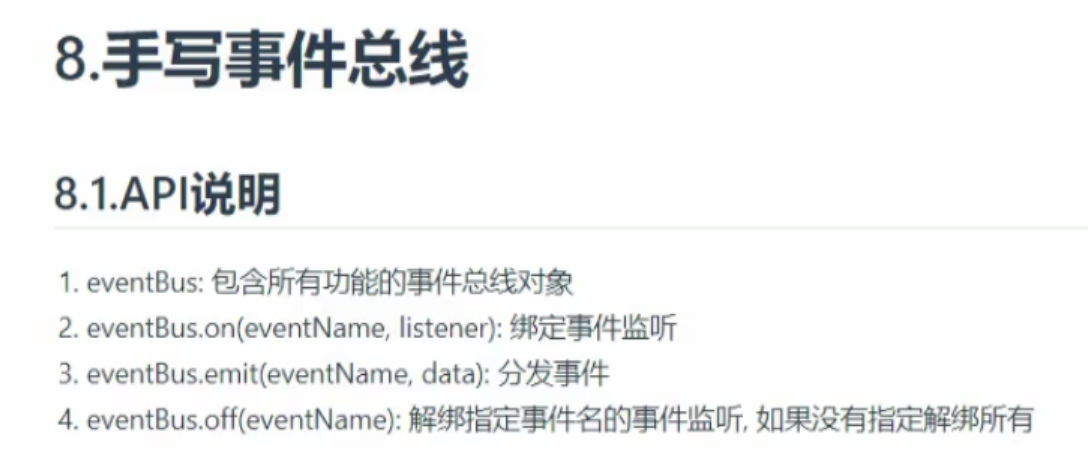 8.手写事件总线
8.1.API说明
1. eventBus: 包含所有功能的事件总线对象
2. eventBus.on(eventName, listener): 绑定事件监听
3. eventBus.emit(eventName, data): 分发事件
4. eventBus.off(eventName): 解绑指定事件名的事件监听, 如果没有指定解绑所有